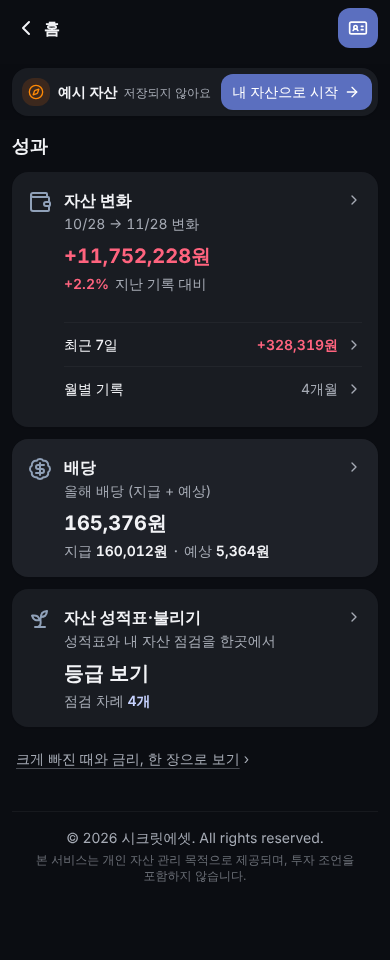 홈
예시 자산 저장되지 않아요 내 자산으로 시작 →
성과
자산 변화
10/28 → 11/28 변화
+11,752,228원
+2.2% 지난 기록 대비
최근 7일 +328,319원
월별 기록 4개월
배당
올해 배당 (지급 + 예상)
165,376원
지급 160,012원 · 예상 5,364원
자산 성적표·불리기
성적표와 내 자산 점검을 한곳에서
등급 보기
점검 차례 4개
크게 빠진 때와 금리, 한 장으로 보기 ›
© 2026 시크릿에셋. All rights reserved.
본 서비스는 개인 자산 관리 목적으로 제공되며, 투자 조언을
포함하지 않습니다.